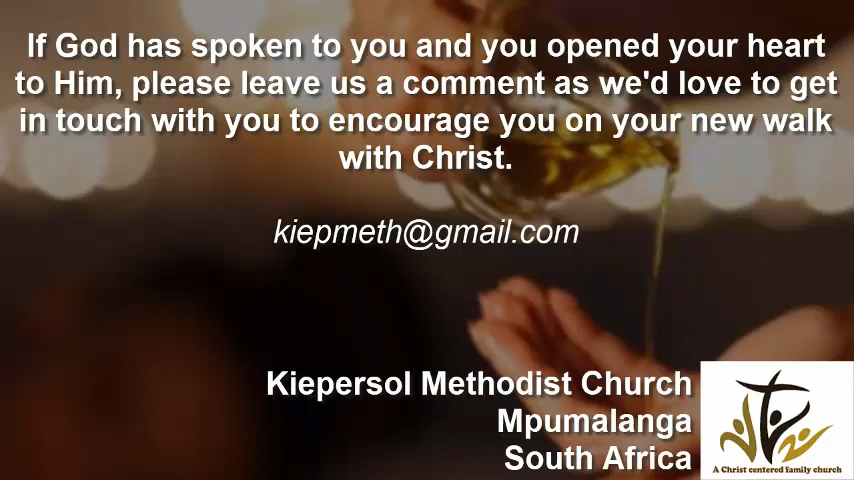 If God has spoken to you and you opened your heart
to Him, please leave us a comment as we'd love to get
in touch with you to encourage you on your new walk
with Christ.
kiepmeth@gmail.com
Kiepersol Methodist Church
Mpumalanga
South Africa
A Christ centered family church